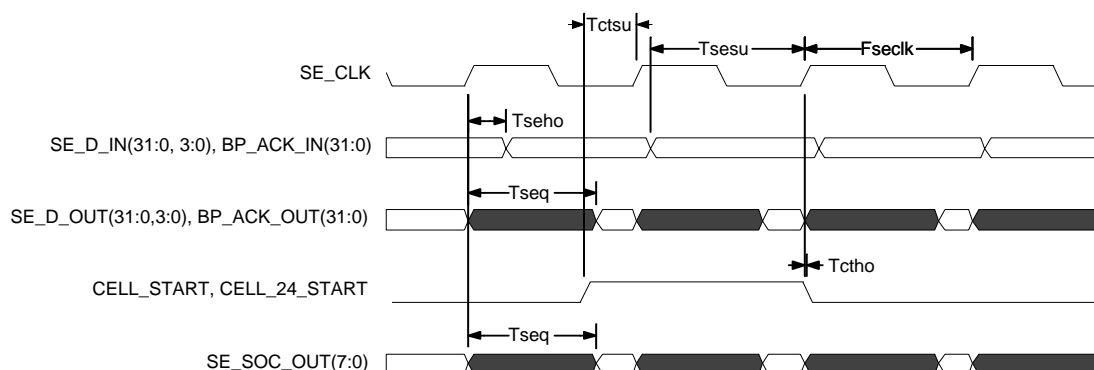 Tctsu
Tsesu
Fseclk
SE_CLK
Tseho
SE_D_IN(31:0, 3:0), BP_ACK_IN(31:0)
Tseq
SE_D_OUT(31:0,3:0), BP_ACK_OUT(31:0)
Tctho
CELL_START, CELL_24_START
Tseq
SE_SOC_OUT(7:0)